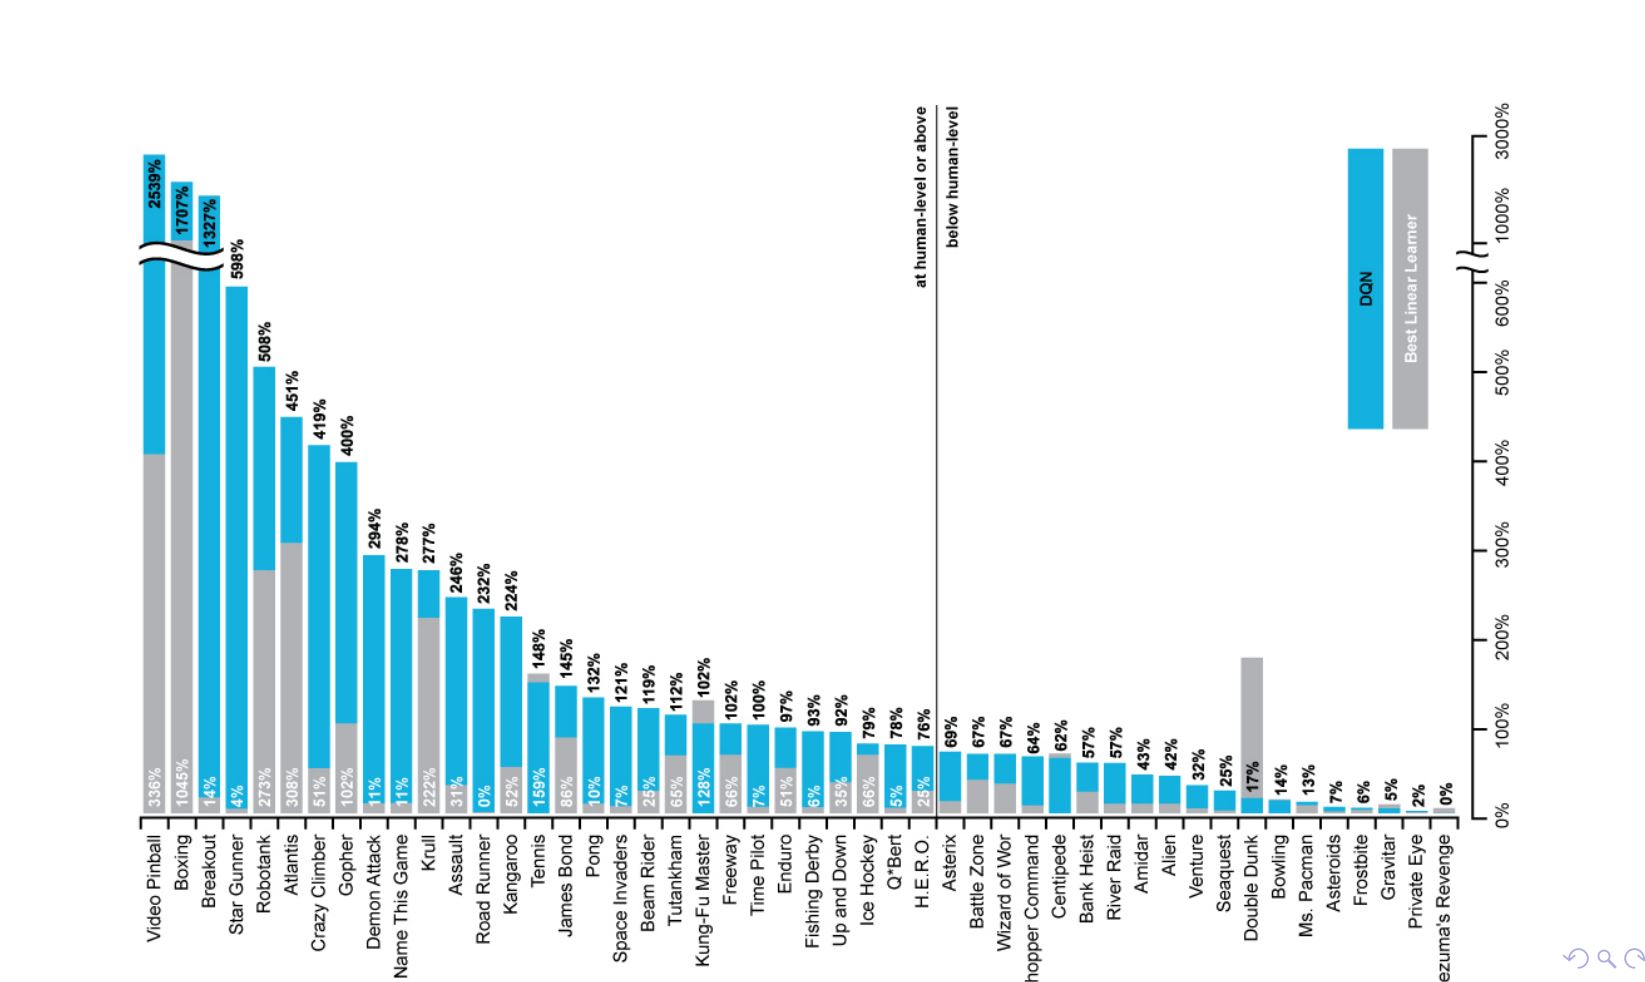 2539%
1707%
1327%
598%
508%
451%
419%
400%
294%
278%
277%
246%
232%
224%
148%
145%
132%
121%
119%
112%
102%
102%
100%
97%
93%
92%
79%
78%
76%
69%
67%
67%
64%
62%
57%
57%
43%
42%
32%
25%
17%
14%
13%
7%
6%
5%
2%
0%
at human-level or above
below human-level
DQN
Best Linear Learner
3000%
1000%
600%
500%
400%
300%
200%
100%
0%
336%
1045%
14%
4%
273%
308%
51%
102%
11%
11%
222%
31%
0%
52%
159%
86%
10%
7%
25%
65%
128%
66%
7%
51%
6%
35%
66%
5%
25%
Video Pinball
Boxing
Breakout
Star Gunner
Robotank
Atlantis
Crazy Climber
Gopher
Demon Attack
Name This Game
Krull
Assault
Road Runner
Kangaroo
Tennis
James Bond
Pong
Space Invaders
Beam Rider
Tutankham
Kung-Fu Master
Freeway
Time Pilot
Enduro
Fishing Derby
Up and Down
Ice Hockey
Q*Bert
H.E.R.O.
Asterix
Battle Zone
Wizard of Wor
hopper Command
Centipede
Bank Heist
River Raid
Amidar
Alien
Venture
Seaquest
Double Dunk
Bowling
Ms. Pacman
Asteroids
Frostbite
Gravitar
Private Eye
ezuma's Revenge